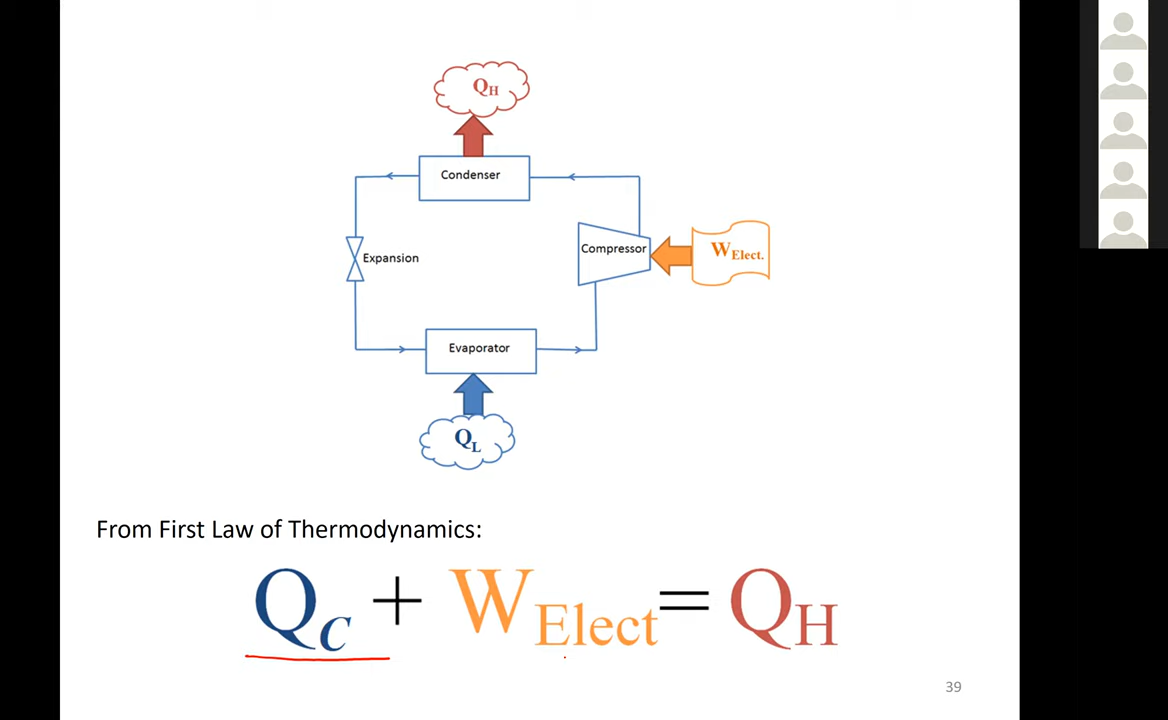 QH
Condenser
Compressor
WElect.
Expansion
Evaporator
QL
From First Law of Thermodynamics:
QC + WElect = QH
39